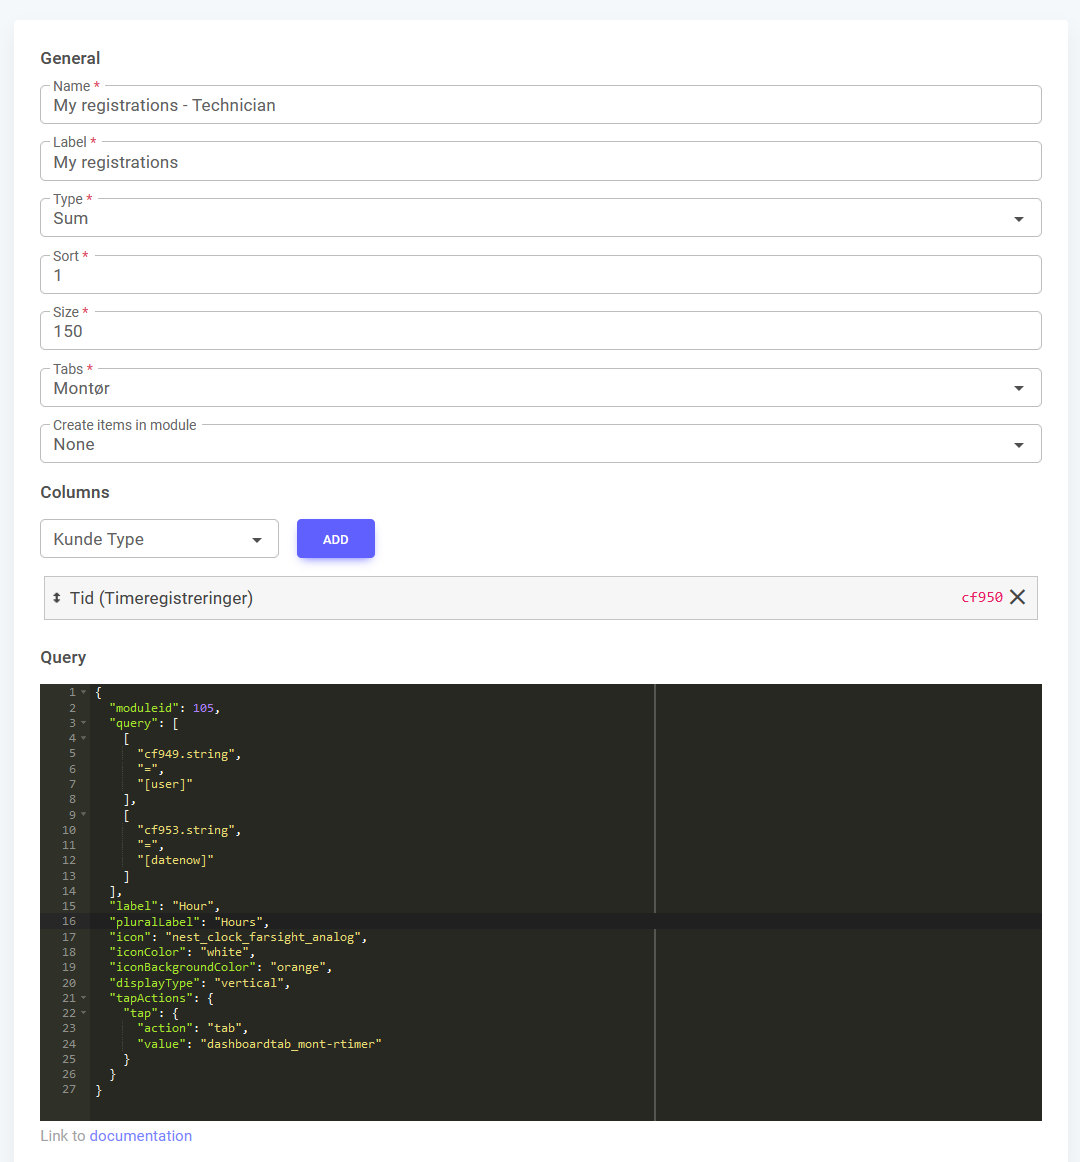 General
Name *
My registrations - Technician
Label *
My registrations
Type *
Sum
Sort *
1
Size *
150
Tabs *
Montør
Create items in module
None
Columns
Kunde Type
ADD
Tid (Timeregistreringer) cf950
Query
1 {
2 "moduleid": 105,
3 "query": [
4 [
5 "cf949.string",
6 "=",
7 "[user]"
8 ],
9 [
10 "cf953.string",
11 "=",
12 "[datenow]"
13 ]
14 ],
15 "label": "Hour",
16 "pluralLabel": "Hours",
17 "icon": "nest_clock_farsight_analog",
18 "iconColor": "white",
19 "iconBackgroundColor": "orange",
20 "displayType": "vertical",
21 "tapActions": {
22 "tap": {
23 "action": "tab",
24 "value": "dashboardtab_mont-rtimer"
25 }
26 }
27 }
Link to documentation